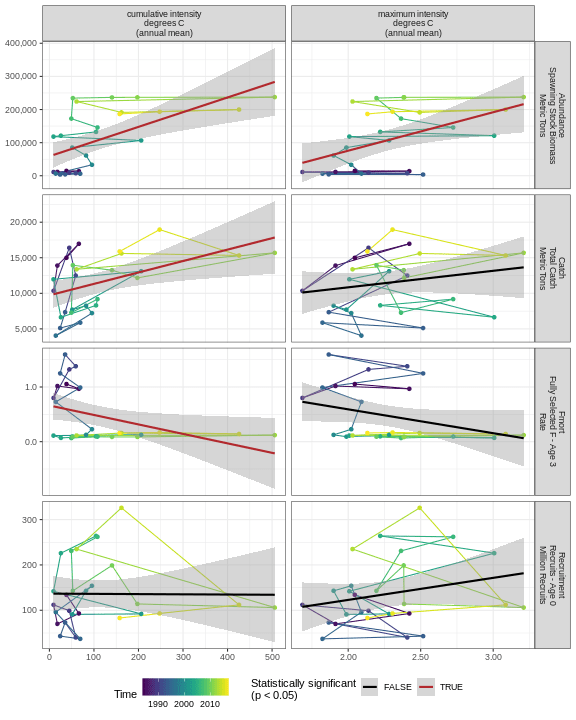 cumulative intensity
degrees C
(annual mean)
maximum intensity
degrees C
(annual mean)
400,000
300,000
200,000
100,000
0
Abundance
Spawning Stock Biomass
Metric Tons
20,000
15,000
10,000
5,000
Catch
Total Catch
Metric Tons
1.0
0.0
Fmort
Fully Selected F - Age 3
Rate
300
200
100
Recruitment
Recruits - Age 0
Million Recruits
0 100 200 300 400 500
2.00 2.50 3.00
Time
1990 2000 2010
Statistically significant
(p < 0.05)
FALSE
TRUE